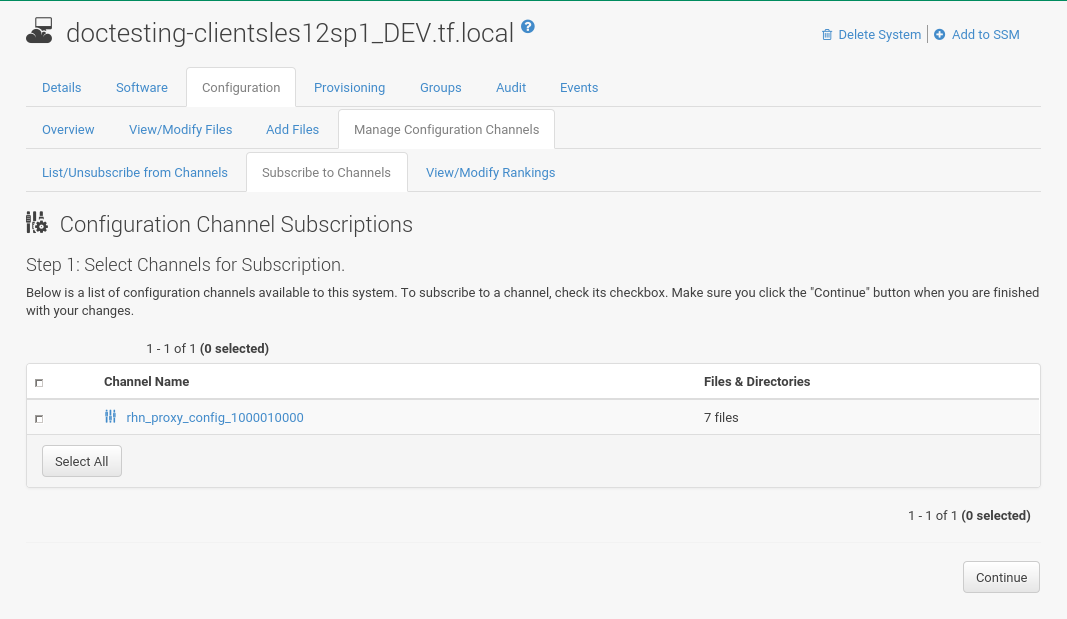 doctesting-clientsles12sp1_DEV.tf.local ?
Delete System | Add to SSM
Details Software Configuration Provisioning Groups Audit Events
Overview View/Modify Files Add Files Manage Configuration Channels
List/Unsubscribe from Channels Subscribe to Channels View/Modify Rankings
Configuration Channel Subscriptions
Step 1: Select Channels for Subscription.
Below is a list of configuration channels available to this system. To subscribe to a channel, check its checkbox. Make sure you click the "Continue" button when you are finished
with your changes.
1 - 1 of 1 (0 selected)
Channel Name Files & Directories
rhn_proxy_config_1000010000 7 files
Select All
1 - 1 of 1 (0 selected)
Continue